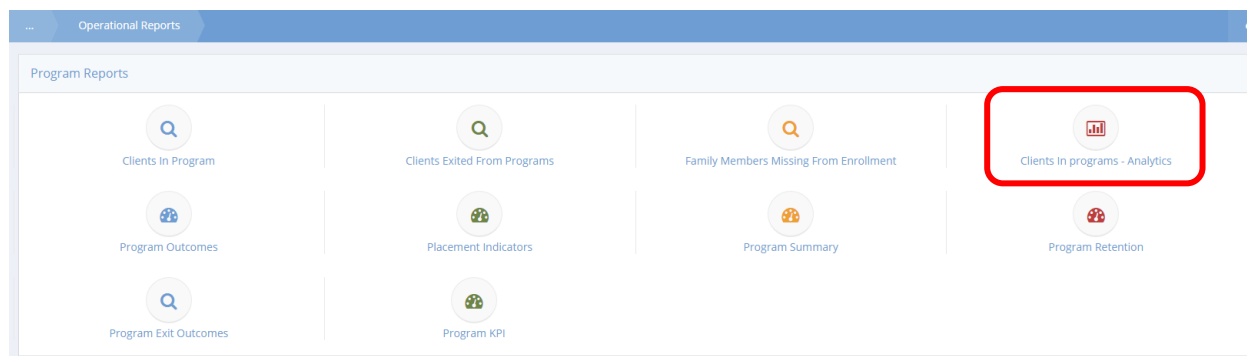 ...
Operational Reports
Program Reports
Clients In Program
Clients Exited From Programs
Family Members Missing From Enrollment
Clients In programs - Analytics
Program Outcomes
Placement Indicators
Program Summary
Program Retention
Program Exit Outcomes
Program KPI